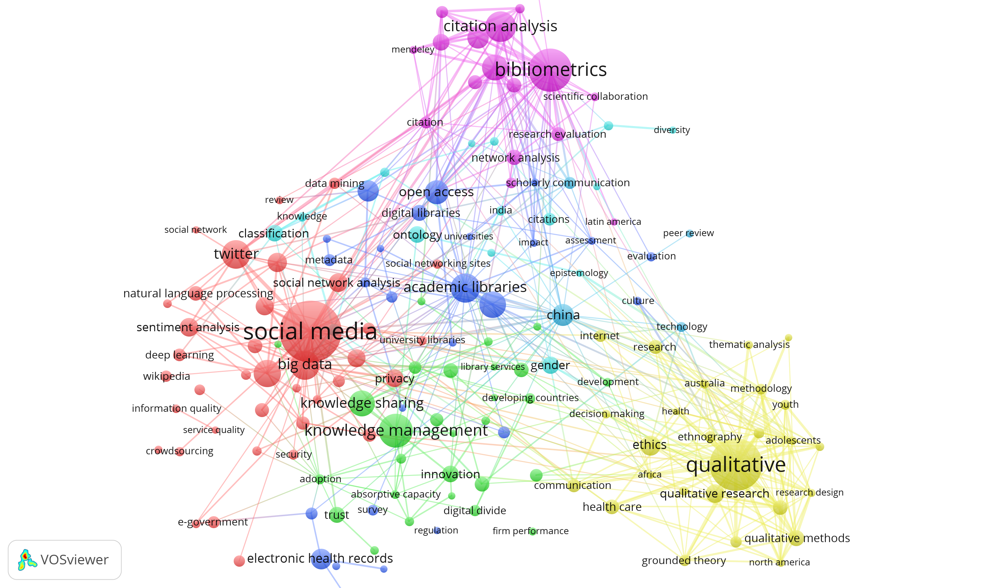 citation analysis
mendeley
bibliometrics
scientific collaboration
citation
diversity
research evaluation
network analysis
data mining
scholarly communication
open access
review
india
digital libraries
knowledge
citations
latin america
social network
classification
peer review
ontology
universities
assessment
impact
twitter
evaluation
metadata
social networking sites
epistemology
social network analysis
academic libraries
natural language processing
culture
china
technology
sentiment analysis
social media
internet
university libraries
thematic analysis
research
deep learning
big data
library services
gender
wikipedia
privacy
development
australia
methodology
developing countries
knowledge sharing
youth
information quality
health
decision making
service quality
knowledge management
ethnography
adolescents
ethics
crowdsourcing
security
qualitative
innovation
africa
adoption
communication
research design
qualitative research
absorptive capacity
health care
survey
digital divide
trust
e-government
regulation
firm performance
qualitative methods
electronic health records
VOSviewer
grounded theory
north america